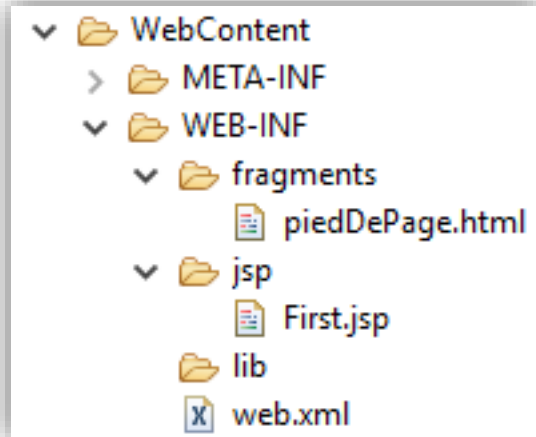 WebContent
META-INF
WEB-INF
fragments
piedDePage.html
jsp
First.jsp
lib
web.xml